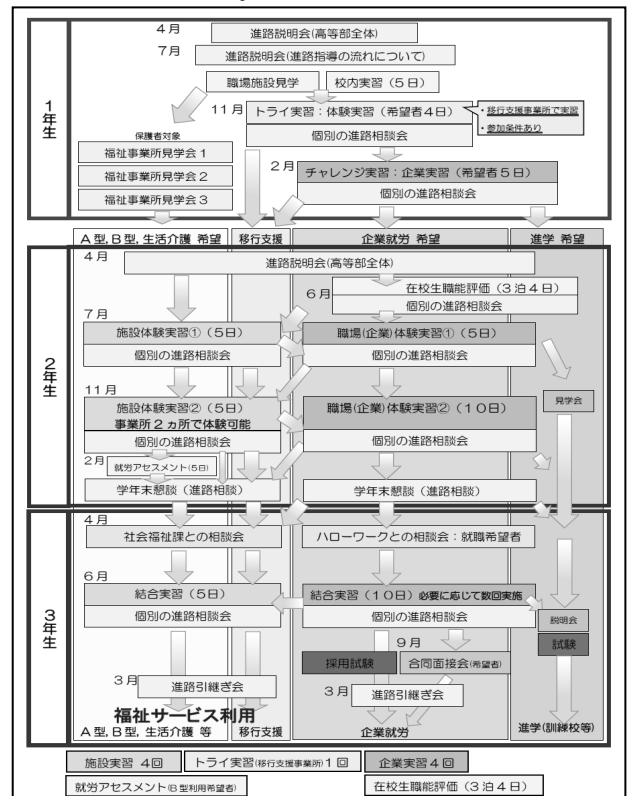 1年生
4月 進路説明会(高等部全体)
7月 進路説明会(進路指導の流れについて)
職場施設見学 校内実習(5日)
11月 トライ実習:体験実習(希望者4日)
・移行支援事業所で実習
・参加条件あり
個別の進路相談会
保護者対象
福祉事業所見学会1
福祉事業所見学会2
福祉事業所見学会3
2月 チャレンジ実習:企業実習(希望者5日)
個別の進路相談会
A型,B型,生活介護 希望 移行支援 企業就労 希望 進学 希望
2年生
4月 進路説明会(高等部全体)
6月 在校生職能評価(3泊4日)
個別の進路相談会
7月
施設体験実習①(5日) 職場(企業)体験実習①(5日)
個別の進路相談会 個別の進路相談会
11月
施設体験実習②(5日) 職場(企業)体験実習②(10日) 見学会
事業所2ヵ所で体験可能
個別の進路相談会 個別の進路相談会
2月 就労アセスメント(5日)
学年末懇談(進路相談) 学年末懇談(進路相談)
3年生
4月
社会福祉課との相談会 ハローワークとの相談会:就職希望者
6月
結合実習(5日) 結合実習(10日)必要に応じて数回実施
個別の進路相談会 個別の進路相談会 説明会
試験
9月
採用試験 合同面接会(希望者)
3月 進路引継ぎ会 3月 進路引継ぎ会
福祉サービス利用
A型,B型,生活介護 等 移行支援 企業就労 進学(訓練校等)
施設実習 4回 トライ実習(移行支援事業所)1回 企業実習4回
就労アセスメント(B型利用希望者) 在校生職能評価(3泊4日)